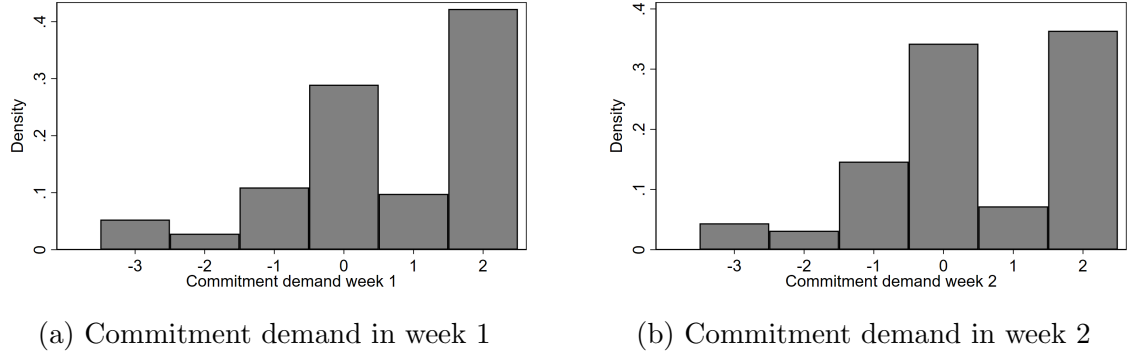 Density
0 .1 .2 .3 .4
-3 -2 -1 0 1 2
Commitment demand week 1
(a) Commitment demand in week 1
Density
0 .1 .2 .3 .4
-3 -2 -1 0 1 2
Commitment demand week 2
(b) Commitment demand in week 2